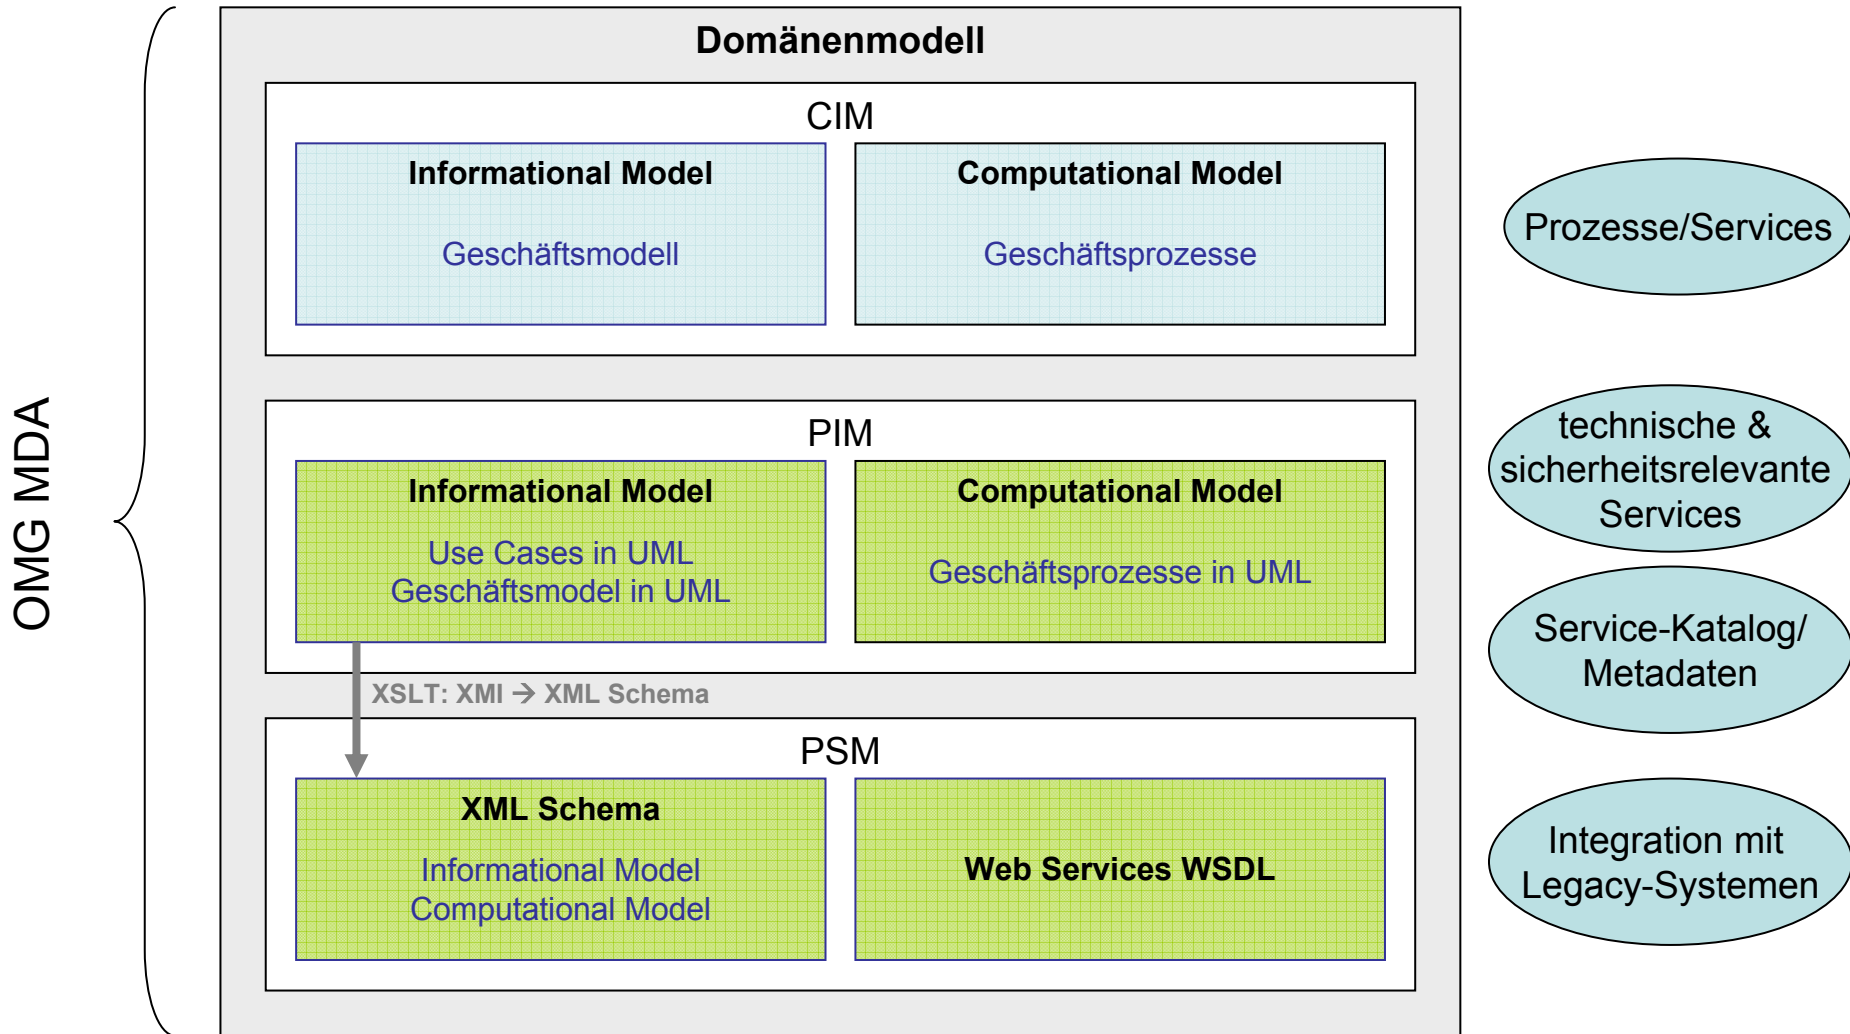 OMG MDA
Domänenmodell
CIM
Informational Model
Geschäftsmodell
Computational Model
Geschäftsprozesse
PIM
Informational Model
Use Cases in UML
Geschäftsmodel in UML
Computational Model
Geschäftsprozesse in UML
XSLT: XMI → XML Schema
PSM
XML Schema
Informational Model
Computational Model
Web Services WSDL
Prozesse/Services
technische &
sicherheitsrelevante
Services
Service-Katalog/
Metadaten
Integration mit
Legacy-Systemen